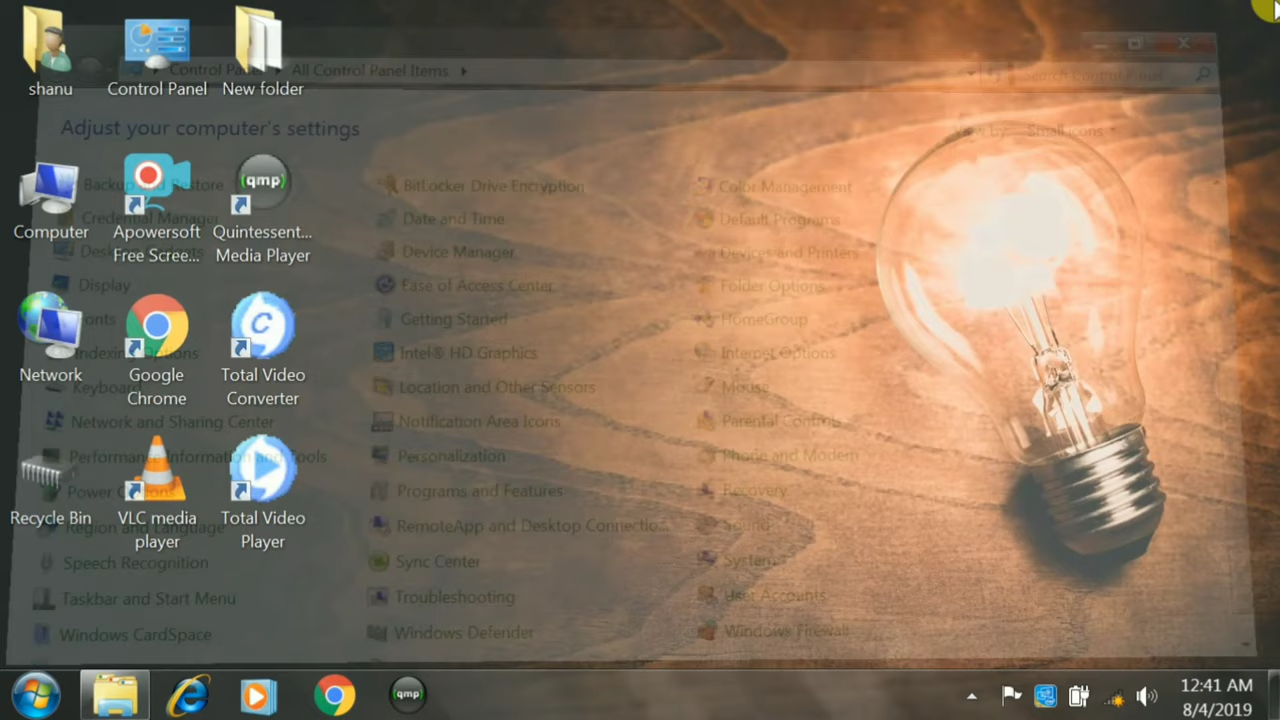 shanu
Control Panel
New folder
Control Panel
All Control Panel Items
Search Control Panel
Adjust your computer's settings
View by: Small icons
Backup and Restore
BitLocker Drive Encryption
Color Management
Credential Manager
Date and Time
Default Programs
Desktop Gadgets
Device Manager
Devices and Printers
Display
Ease of Access Center
Folder Options
Fonts
Getting Started
HomeGroup
Indexing Options
Intel® HD Graphics
Internet Options
Keyboard
Location and Other Sensors
Mouse
Network and Sharing Center
Notification Area Icons
Parental Controls
Performance Information and Tools
Personalization
Phone and Modem
Power Options
Programs and Features
Recovery
Region and Language
RemoteApp and Desktop Connectio...
Sound
Speech Recognition
Sync Center
System
Taskbar and Start Menu
Troubleshooting
User Accounts
Windows CardSpace
Windows Defender
Windows Firewall
qmp
Computer
Apowersoft
Free Scree...
Quintessent...
Media Player
Network
Google
Chrome
Total Video
Converter
Recycle Bin
VLC media
player
Total Video
Player
qmp
12:41 AM
8/4/2019